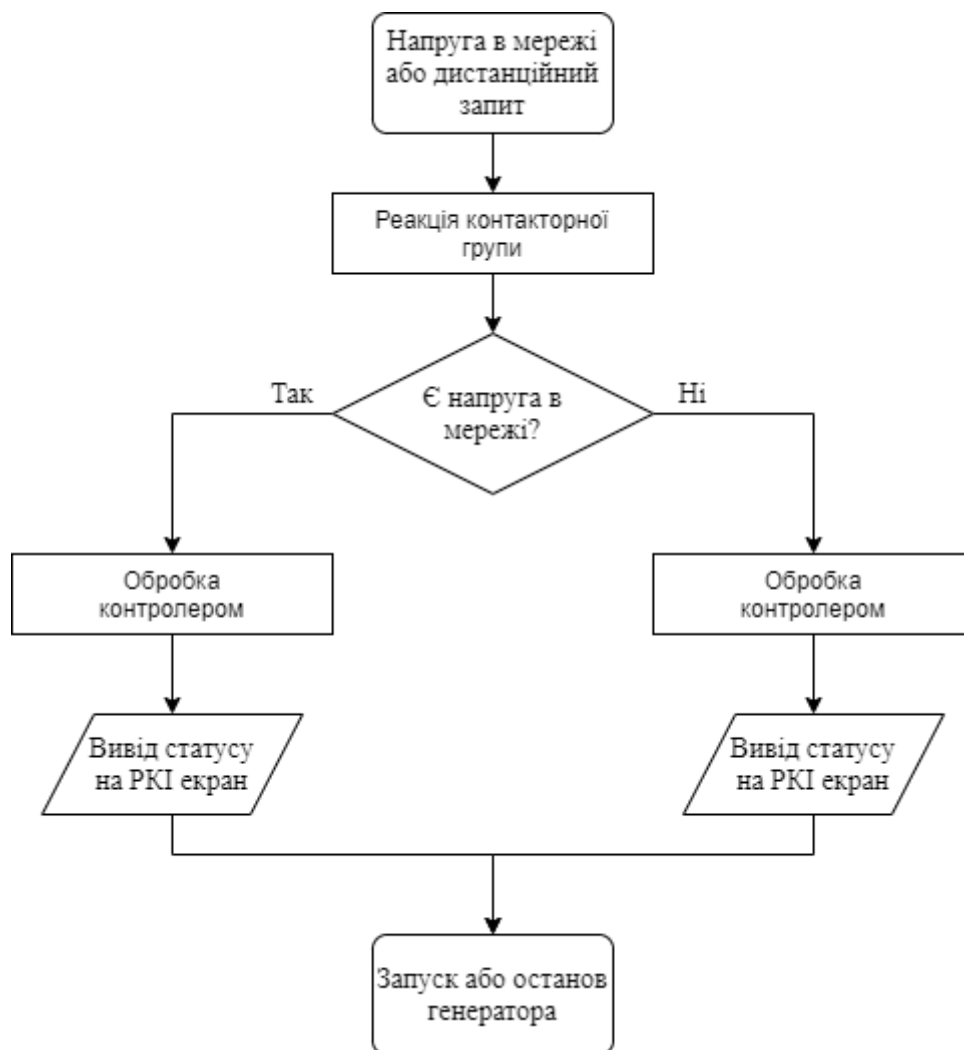 Напруга в мережі
або дистанційний
запит
Реакція контакторної
групи
Так
Є напруга в
мережі?
Ні
Обробка
контролером
Обробка
контролером
Вивід статусу
на РКІ екран
Вивід статусу
на РКІ екран
Запуск або останов
генератора